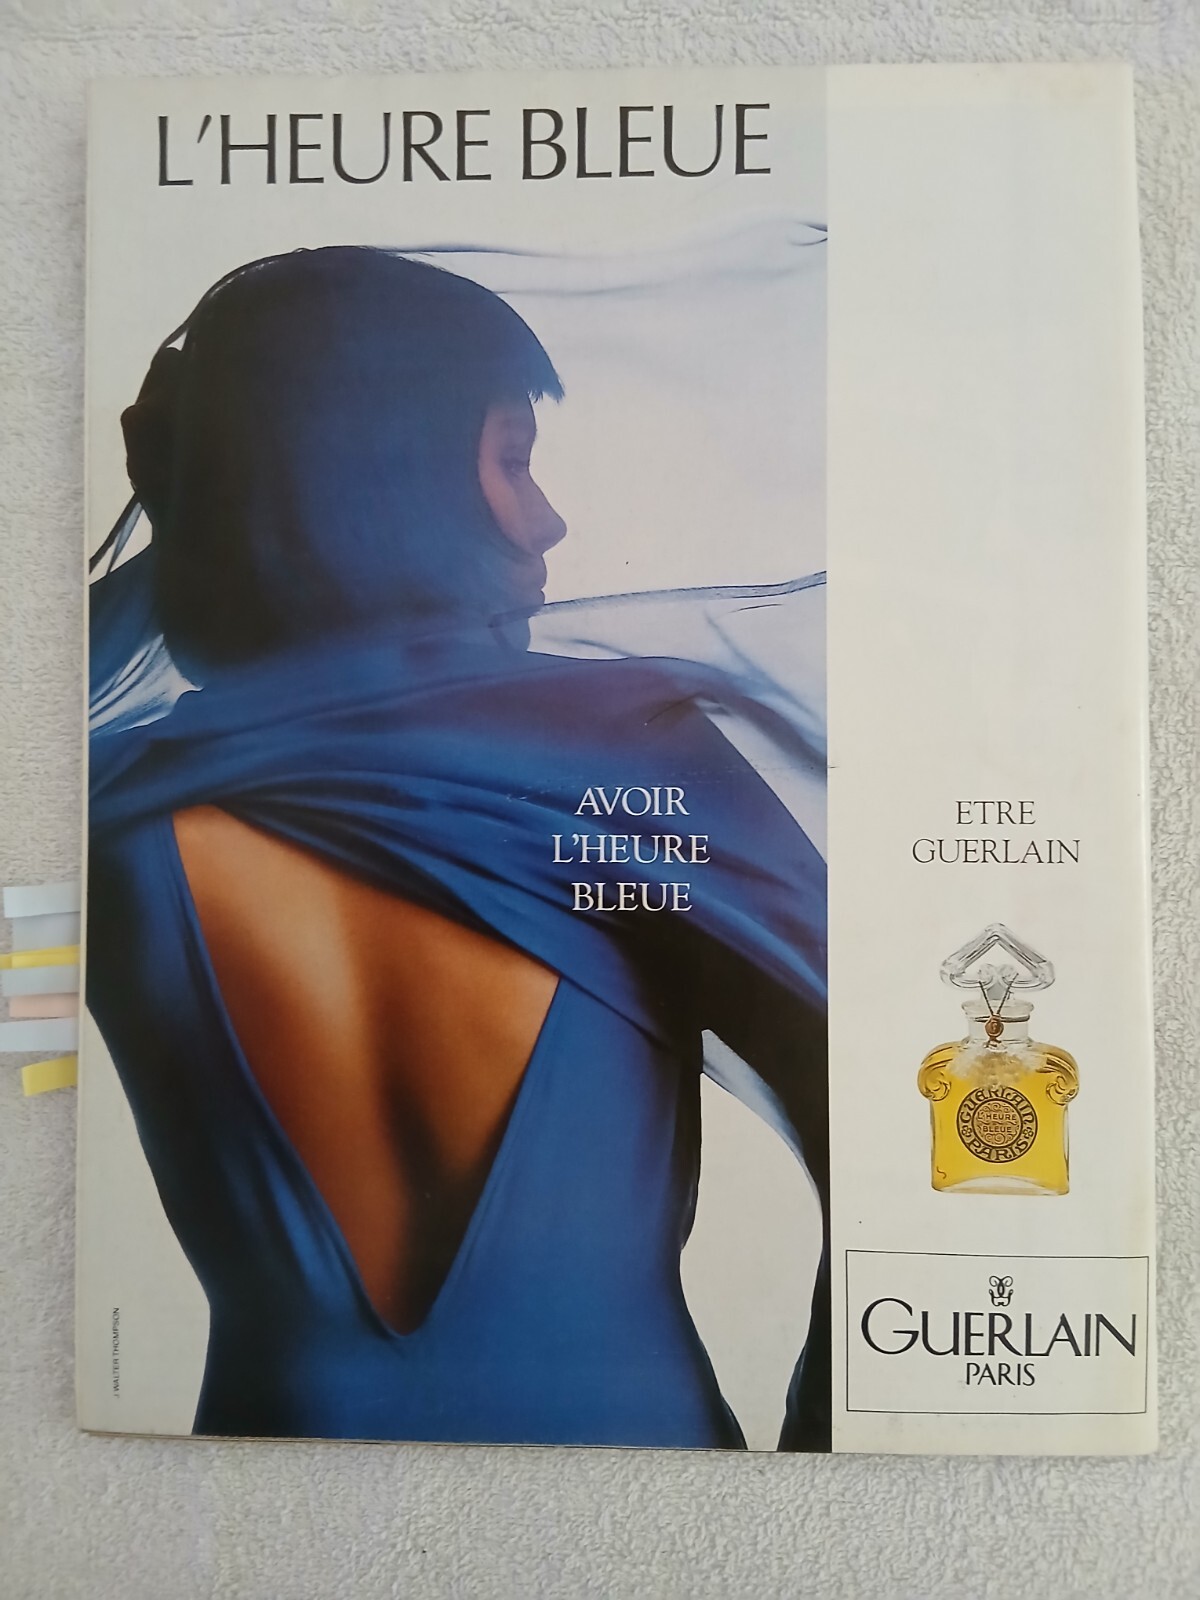 L'HEURE BLEUE
AVOIR
L'HEURE
BLEUE
ETRE
GUERLAIN
GUERLAIN
L'HEURE
BLEUE
PARIS
GUERLAIN
PARIS
J. WALTER THOMPSON